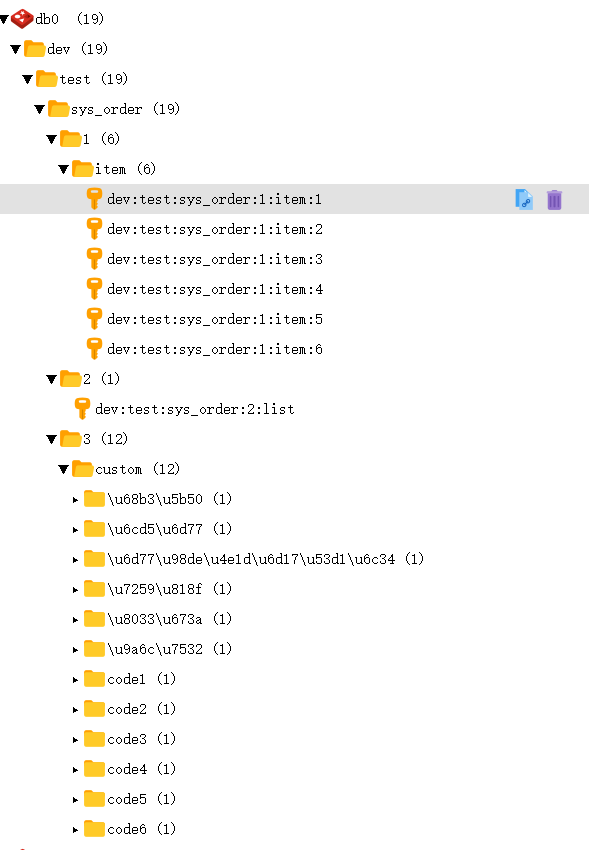 db0 (19)
dev (19)
test (19)
sys_order (19)
1 (6)
item (6)
dev:test:sys_order:1:item:1
dev:test:sys_order:1:item:2
dev:test:sys_order:1:item:3
dev:test:sys_order:1:item:4
dev:test:sys_order:1:item:5
dev:test:sys_order:1:item:6
2 (1)
dev:test:sys_order:2:list
3 (12)
custom (12)
\u68b3\u5b50 (1)
\u6cd5\u6d77 (1)
\u6d77\u98de\u4e1d\u6d17\u53d1\u6c34 (1)
\u7259\u818f (1)
\u8033\u673a (1)
\u9a6c\u7532 (1)
code1 (1)
code2 (1)
code3 (1)
code4 (1)
code5 (1)
code6 (1)